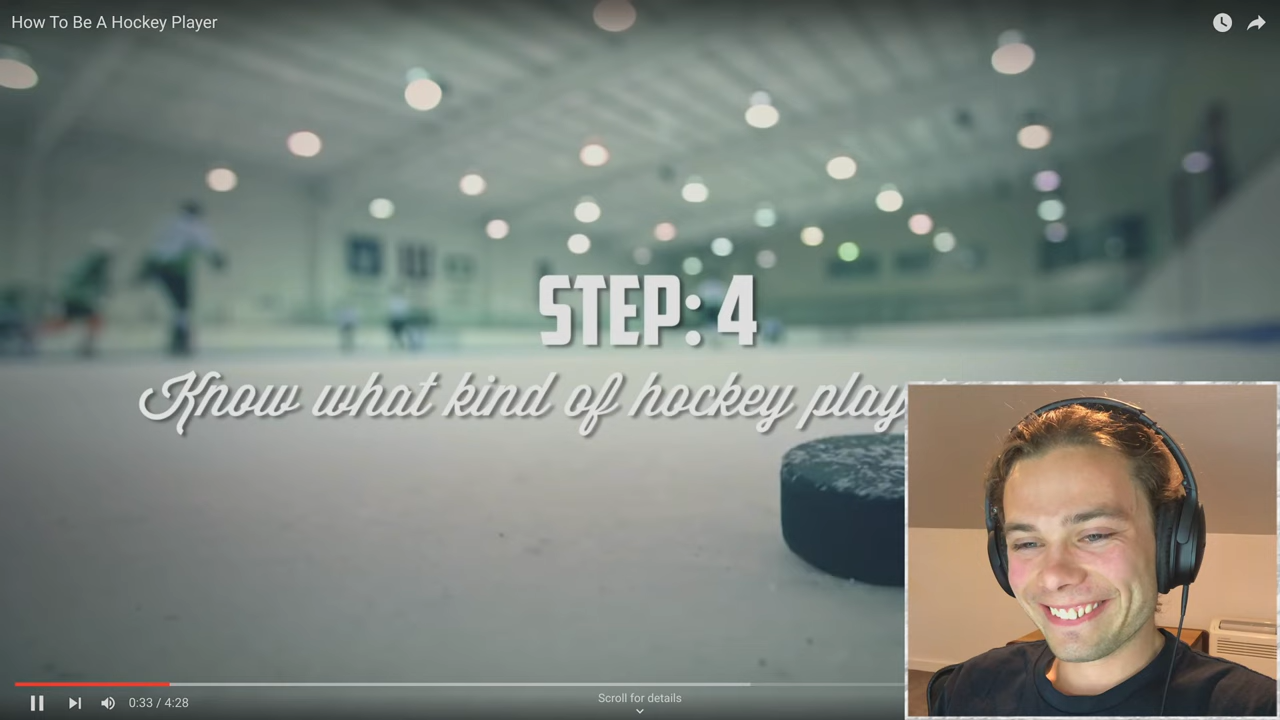 How To Be A Hockey Player
STEP: 4
Know what kind of hockey play
0:33 / 4:28
Scroll for details